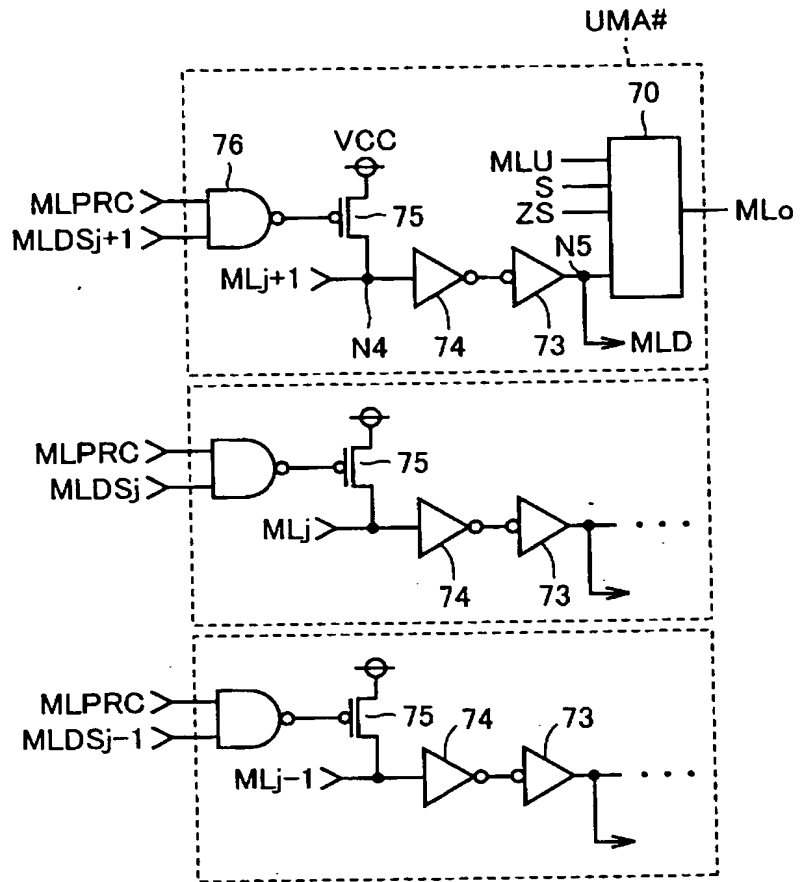 UMA#
70
76
VCC
MLU
S
ZS
MLPRC
MLDSj+1
75
MLo
MLj+1
N5
N4
74
73
MLD
MLPRC
MLDSj
75
MLj
74
73
MLPRC
MLDSj−1
75
74
73
MLj−1